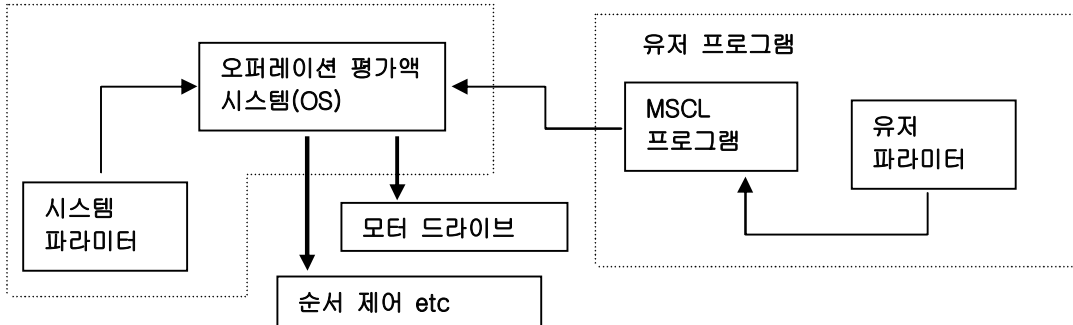 유저 프로그램
오퍼레이션 평가액
시스템(OS)
MSCL
프로그램
유저
파라미터
시스템
파라미터
모터 드라이브
순서 제어 etc